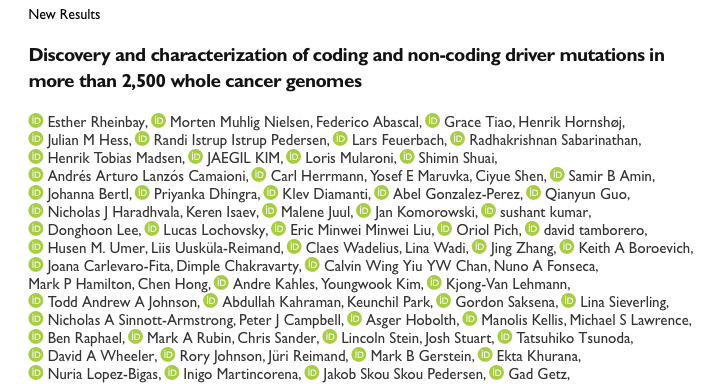 New Results
Discovery and characterization of coding and non-coding driver mutations in
more than 2,500 whole cancer genomes
Esther Rheinbay, Morten Muhlig Nielsen, Federico Abascal, Grace Tiao, Henrik Hornshøj,
Julian M Hess, Randi Istrup Istrup Pedersen, Lars Feuerbach, Radhakrishnan Sabarinathan,
Henrik Tobias Madsen, JAEGIL KIM, Loris Mularoni, Shimin Shuai,
Andrés Arturo Lanzós Camaioni, Carl Herrmann, Yosef E Maruvka, Ciyue Shen, Samir B Amin,
Johanna Bertl, Priyanka Dhingra, Klev Diamanti, Abel Gonzalez-Perez, Qianyun Guo,
Nicholas J Haradhvala, Keren Isaev, Malene Juul, Jan Komorowski, sushant kumar,
Donghoon Lee, Lucas Lochovsky, Eric Minwei Minwei Liu, Oriol Pich, david tamborero,
Husen M. Umer, Liis Uusküla-Reimand, Claes Wadelius, Lina Wadi, Jing Zhang, Keith A Boroevich,
Joana Carlevaro-Fita, Dimple Chakravarty, Calvin Wing Yiu YW Chan, Nuno A Fonseca,
Mark P Hamilton, Chen Hong, Andre Kahles, Youngwook Kim, Kjong-Van Lehmann,
Todd Andrew A Johnson, Abdullah Kahraman, Keunchil Park, Gordon Saksena, Lina Sieverling,
Nicholas A Sinnott-Armstrong, Peter J Campbell, Asger Hobolth, Manolis Kellis, Michael S Lawrence,
Ben Raphael, Mark A Rubin, Chris Sander, Lincoln Stein, Josh Stuart, Tatsuhiko Tsunoda,
David A Wheeler, Rory Johnson, Jüri Reimand, Mark B Gerstein, Ekta Khurana,
Nuria Lopez-Bigas, Inigo Martincorena, Jakob Skou Skou Pedersen, Gad Getz,